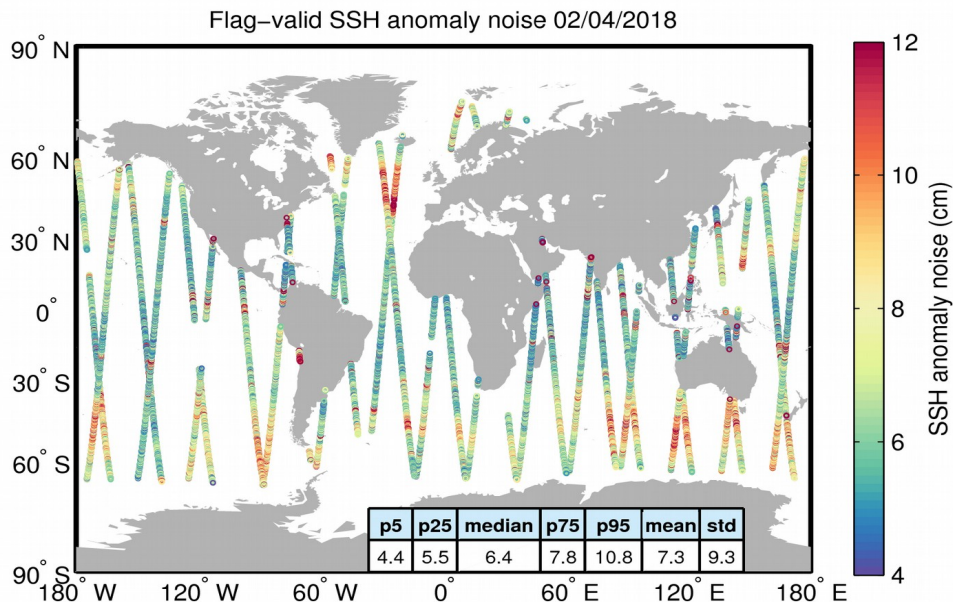 Flag−valid SSH anomaly noise 02/04/2018
90° N
60° N
30° N
0°
30° S
60° S
90° S
180° W
120° W
60° W
0°
60° E
120° E
180° E
p5 p25 median p75 p95 mean std
4.4 5.5 6.4 7.8 10.8 7.3 9.3
12
10
8
6
4
SSH anomaly noise (cm)